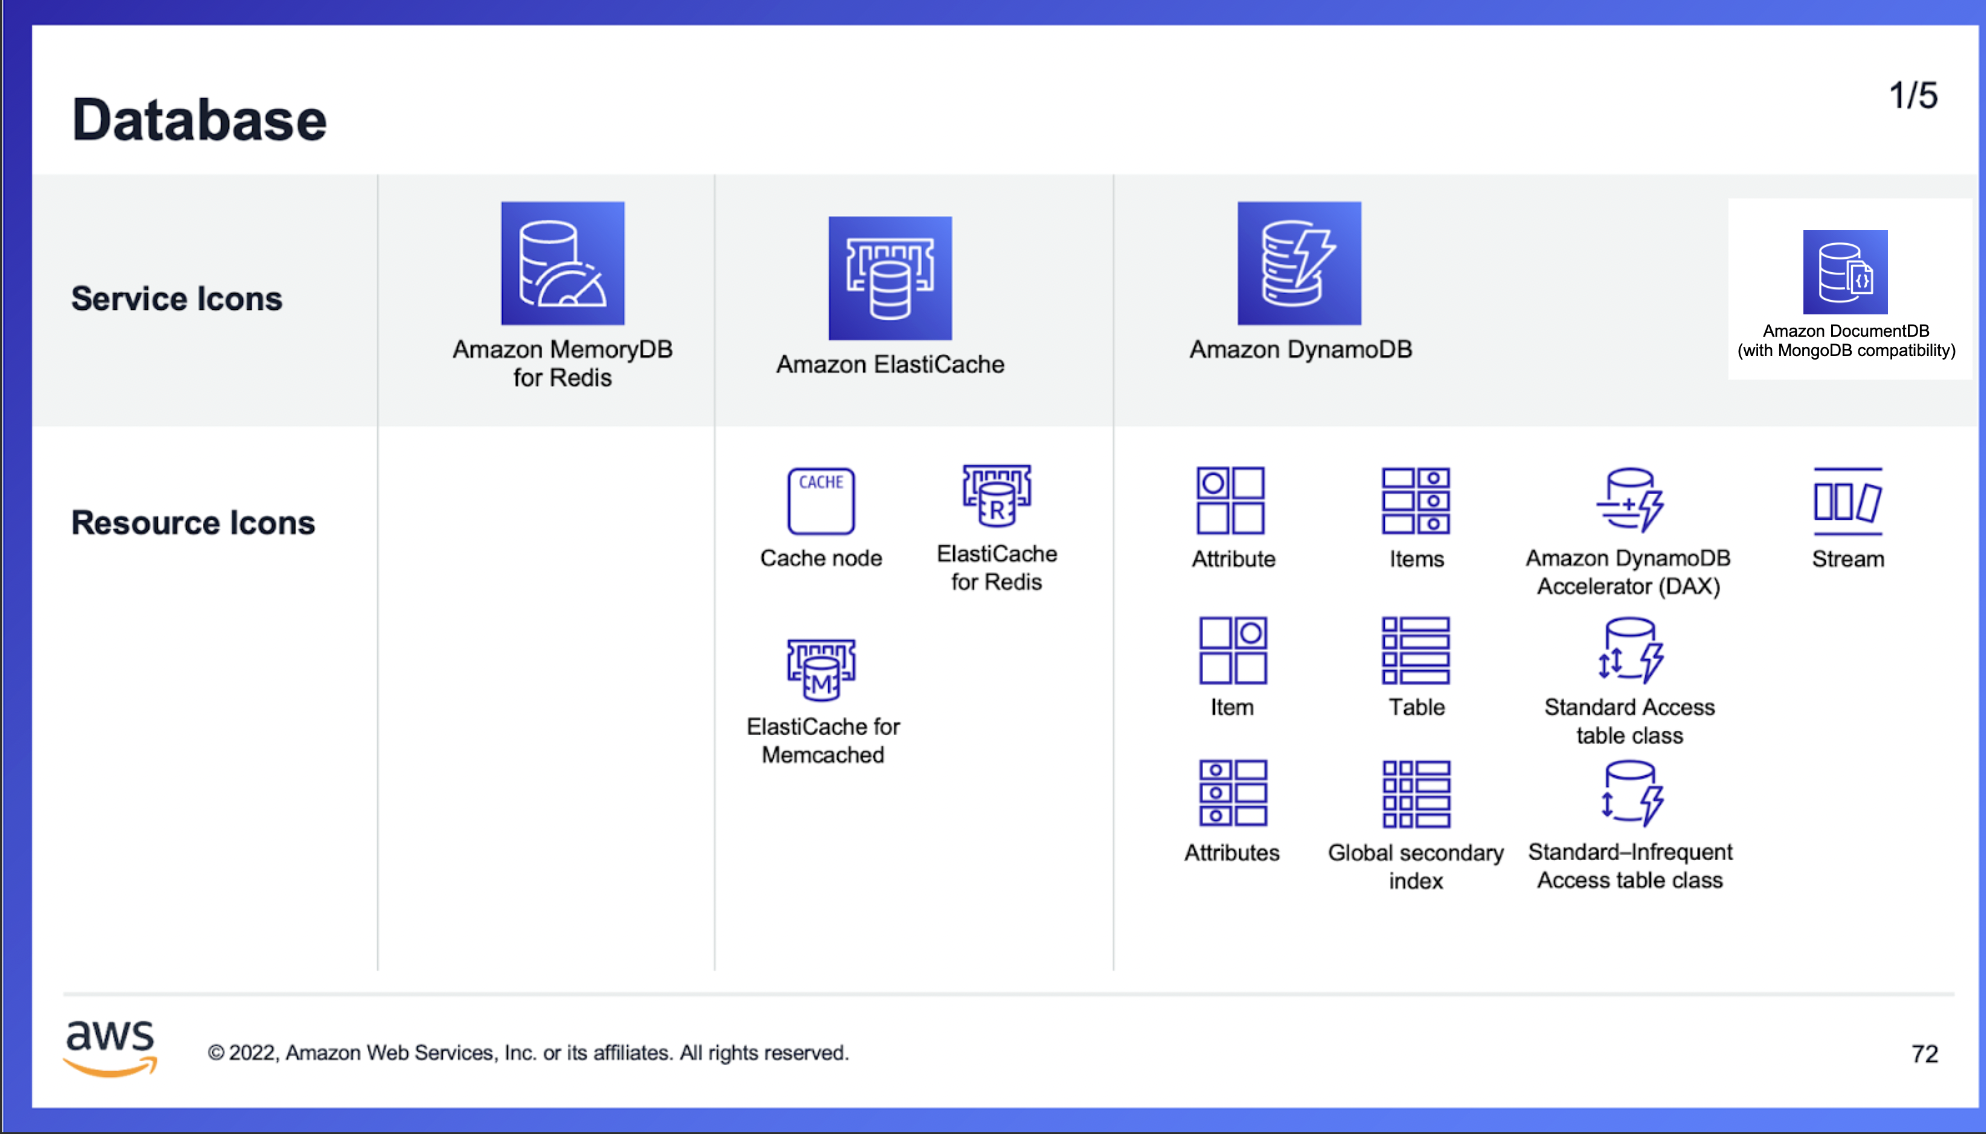 Database
1/5
Service Icons
Amazon MemoryDB
for Redis
Amazon ElastiCache
Amazon DynamoDB
Amazon DocumentDB
(with MongoDB compatibility)
Resource Icons
CACHE
Cache node
R
ElastiCache
for Redis
M
ElastiCache for
Memcached
Attribute
Items
Amazon DynamoDB
Accelerator (DAX)
Stream
Item
Table
Standard Access
table class
Attributes
Global secondary
index
Standard–Infrequent
Access table class
aws
© 2022, Amazon Web Services, Inc. or its affiliates. All rights reserved.
72